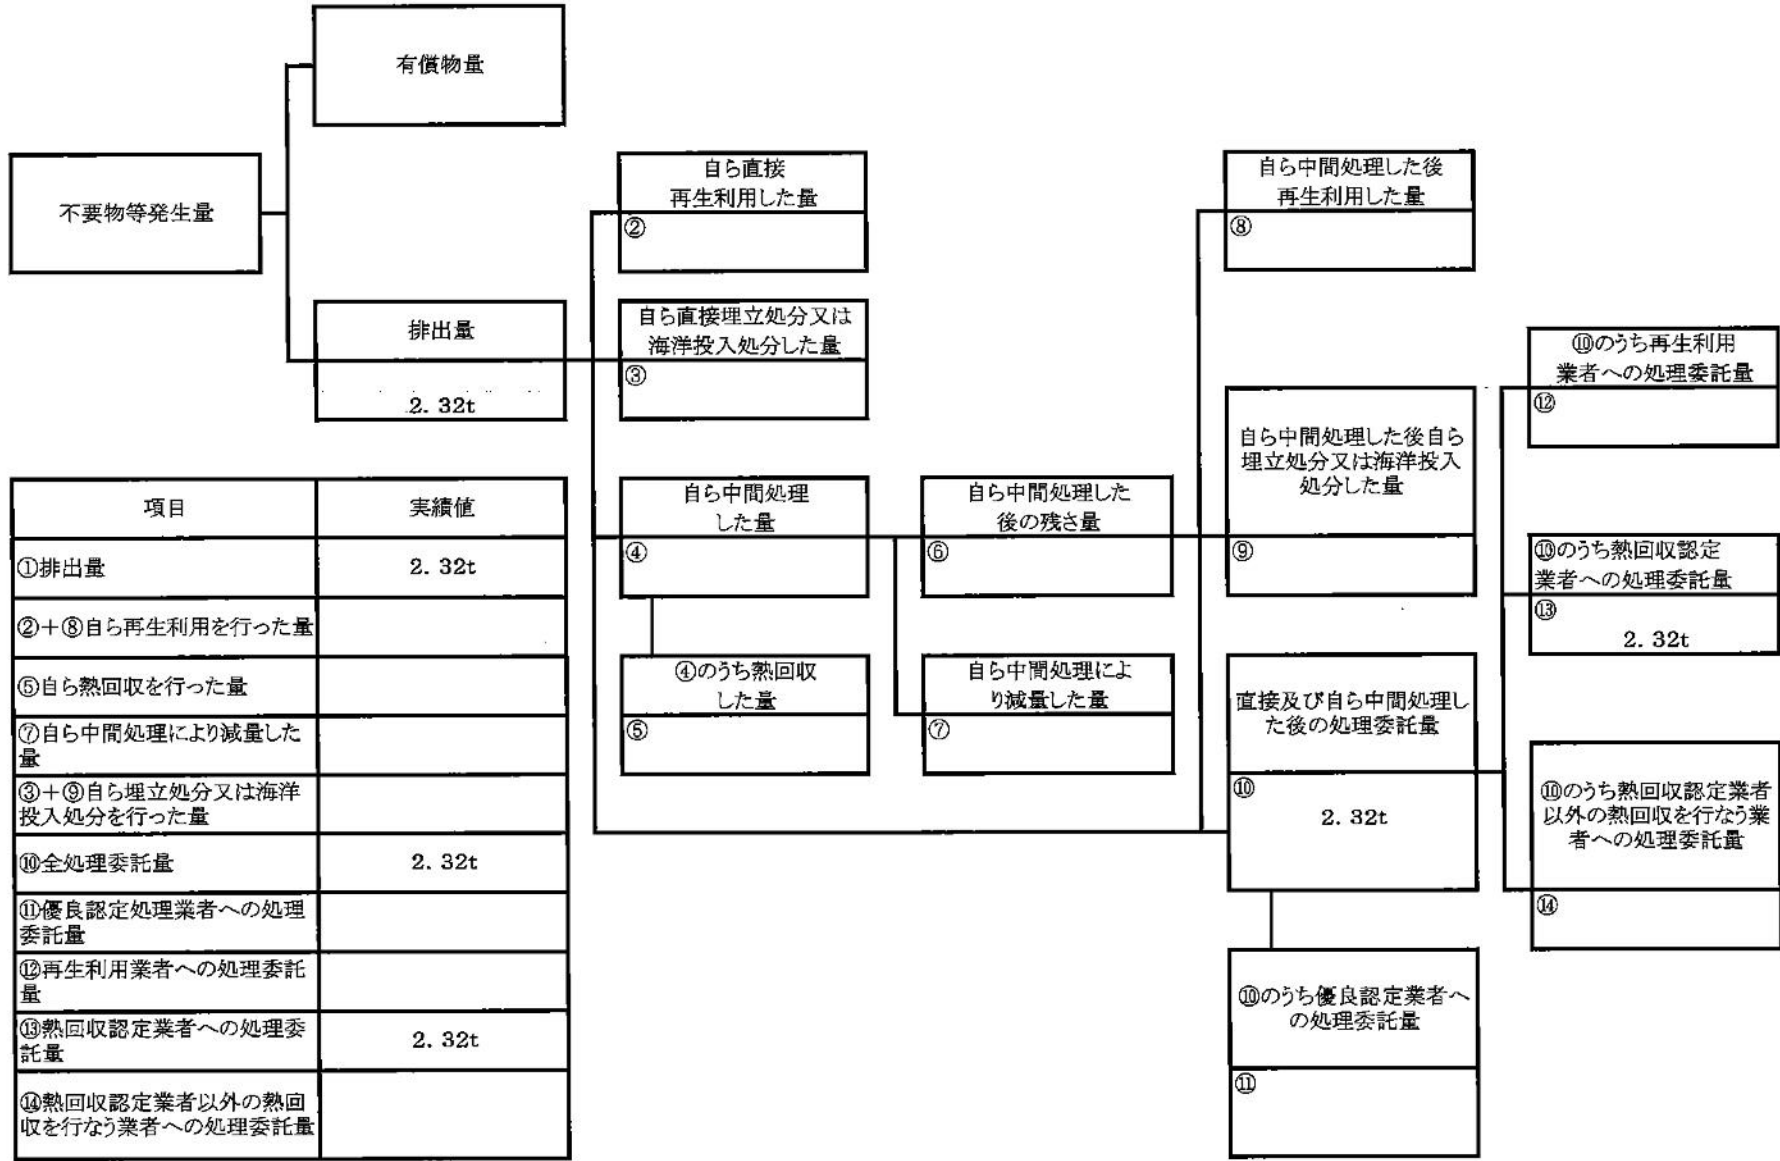 有償物量
不要物等発生量
排出量
2.32t
自ら直接
再生利用した量
②
自ら直接埋立処分又は
海洋投入処分した量
③
自ら中間処理
した量
④
④のうち熱回収
した量
⑤
自ら中間処理した
後の残さ量
⑥
自ら中間処理によ
り減量した量
⑦
自ら中間処理した後
再生利用した量
⑧
自ら中間処理した後自ら
埋立処分又は海洋投入
処分した量
⑨
直接及び自ら中間処理し
た後の処理委託量
⑩
2.32t
⑩のうち優良認定業者へ
の処理委託量
⑪
⑩のうち再生利用
業者への処理委託量
⑫
⑩のうち熱回収認定
業者への処理委託量
⑬
2.32t
⑩のうち熱回収認定業者
以外の熱回収を行なう業
者への処理委託量
⑭
項目 実績値
①排出量 2.32t
②+⑧自ら再生利用を行った量
⑤自ら熱回収を行った量
⑦自ら中間処理により減量した
量
③+⑨自ら埋立処分又は海洋
投入処分を行った量
⑩全処理委託量 2.32t
⑪優良認定処理業者への処理
委託量
⑫再生利用業者への処理委託
量
⑬熱回収認定業者への処理委
託量 2.32t
⑭熱回収認定業者以外の熱回
収を行なう業者への処理委託量